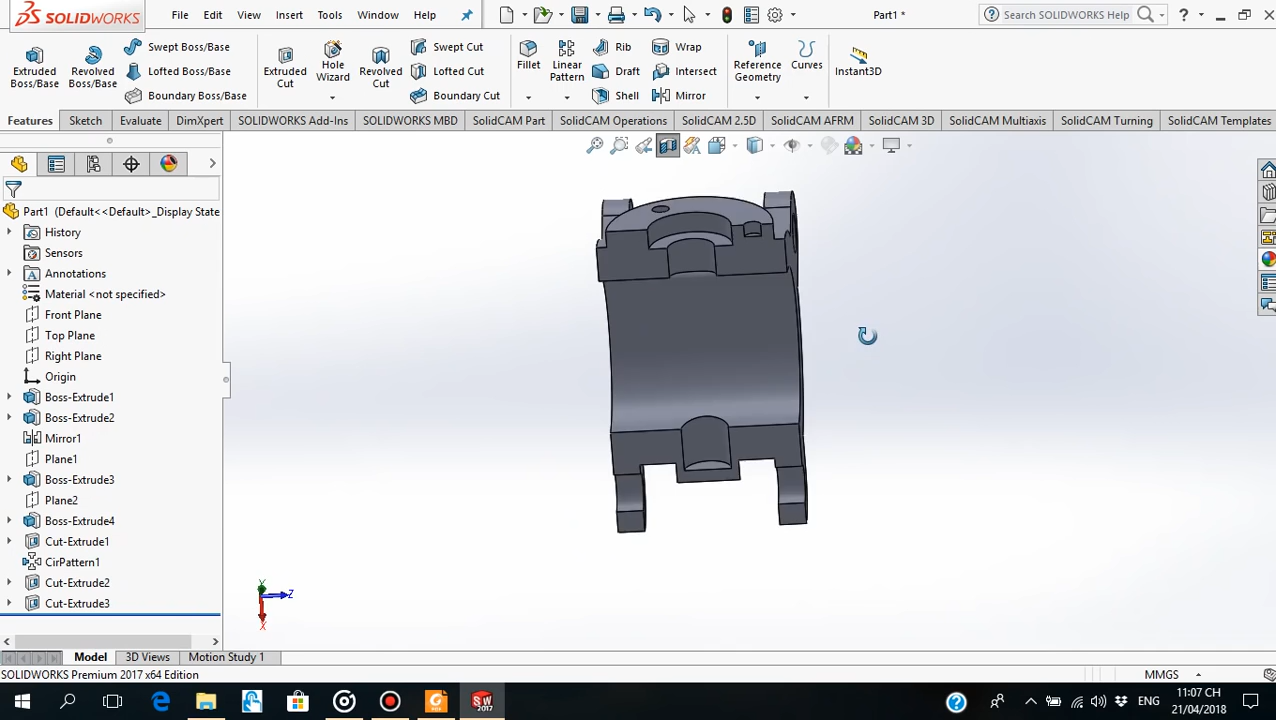 SOLIDWORKS File Edit View Insert Tools Window Help Part1 * Search SOLIDWORKS Help ?
Extruded Boss/Base
Revolved Boss/Base
Swept Boss/Base
Lofted Boss/Base
Boundary Boss/Base
Extruded Cut
Hole Wizard
Revolved Cut
Swept Cut
Lofted Cut
Boundary Cut
Fillet
Linear Pattern
Rib
Draft
Shell
Wrap
Intersect
Mirror
Reference Geometry
Curves
Instant3D
Features Sketch Evaluate DimXpert SOLIDWORKS Add-Ins SOLIDWORKS MBD SolidCAM Part SolidCAM Operations SolidCAM 2.5D SolidCAM AFRM SolidCAM 3D SolidCAM Multiaxis SolidCAM Turning SolidCAM Templates
Part1 (Default<<Default>_Display State
History
Sensors
Annotations
Material <not specified>
Front Plane
Top Plane
Right Plane
Origin
Boss-Extrude1
Boss-Extrude2
Mirror1
Plane1
Boss-Extrude3
Plane2
Boss-Extrude4
Cut-Extrude1
CirPattern1
Cut-Extrude2
Cut-Extrude3
Y
Z
X
Model 3D Views Motion Study 1
SOLIDWORKS Premium 2017 x64 Edition MMGS
ENG 11:07 CH
21/04/2018